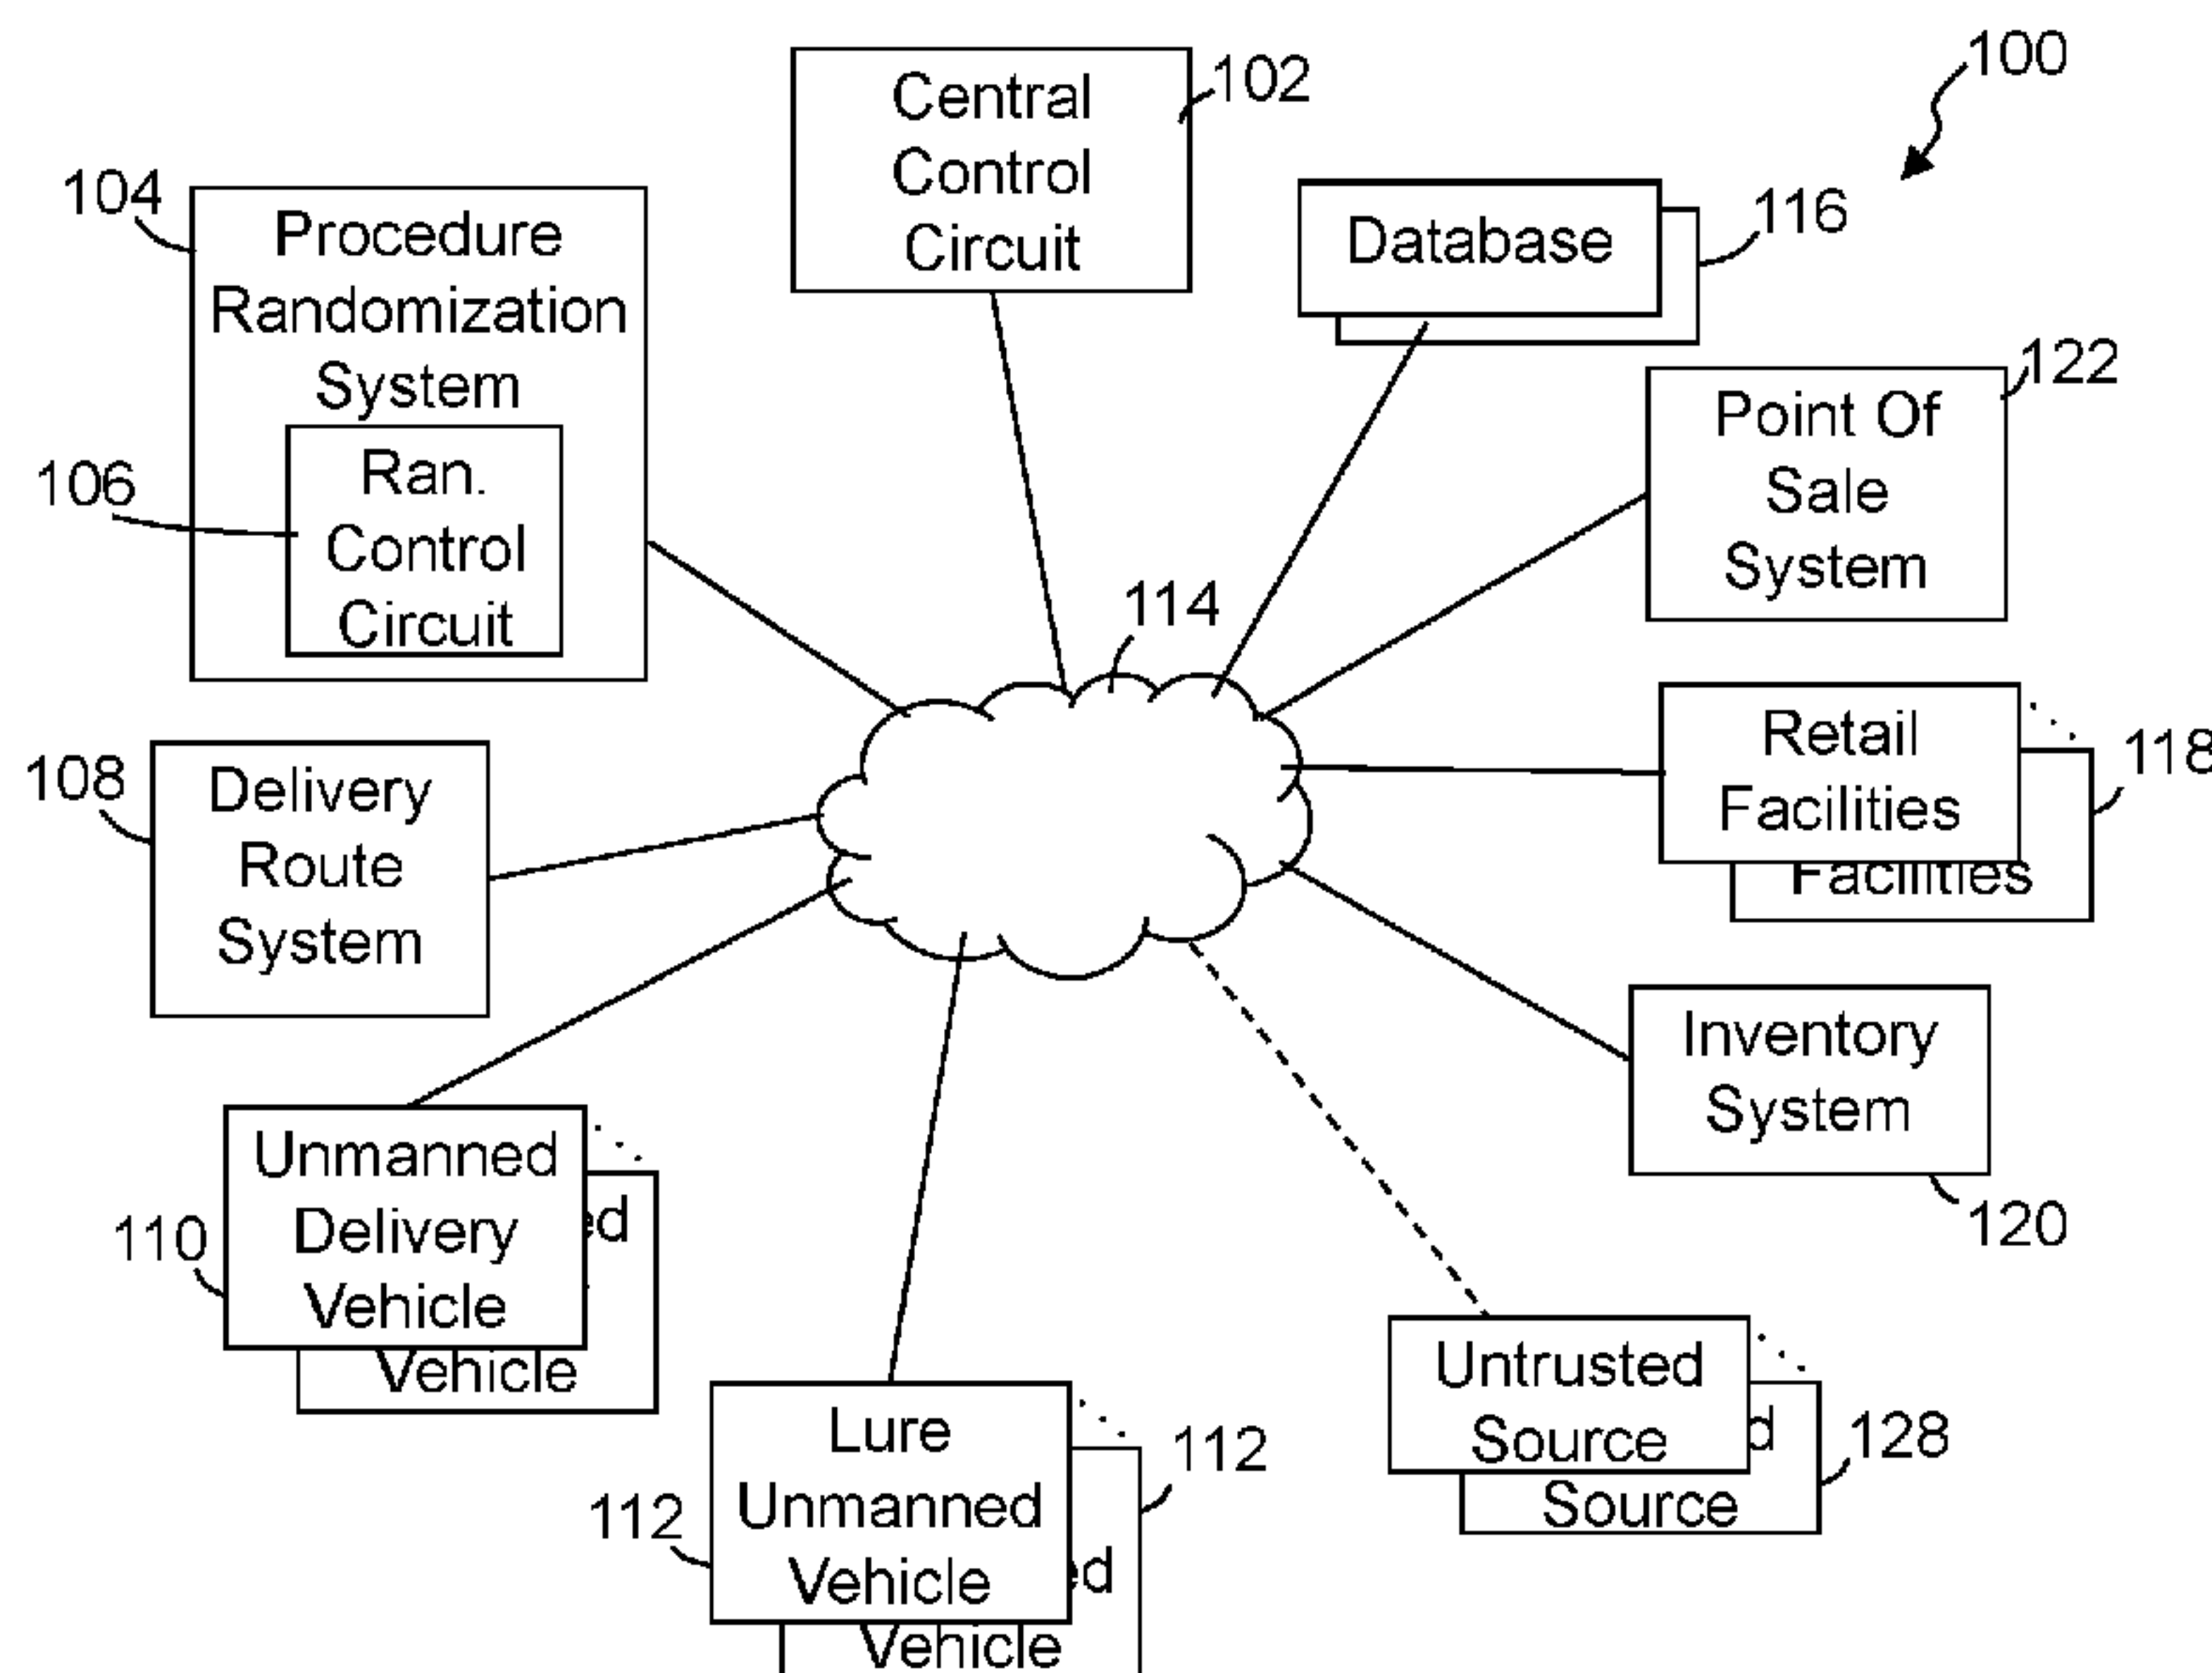 100
Central
Control
Circuit
102
104
Procedure
Randomization
System
106
Ran.
Control
Circuit
Database
116
Point Of
Sale
System
122
114
108
Delivery
Route
System
Retail
Facilities
Facilities
118
Inventory
System
120
110
Unmanned
Delivery
Vehicle
ed
Vehicle
112
Lure
Unmanned
Vehicle
ed
Vehicle
112
Untrusted
Source
d
Source
128